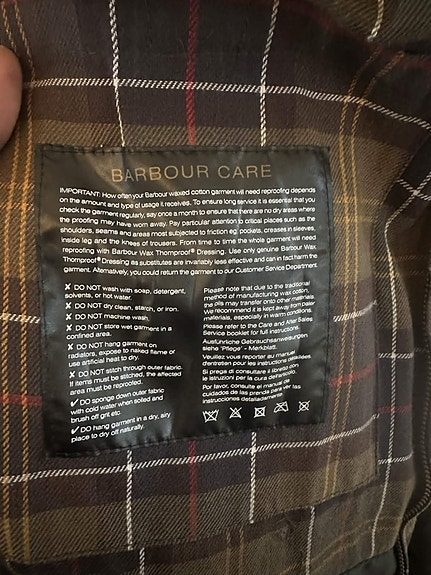 BARBOUR CARE
IMPORTANT: How often your Barbour waxed cotton garment will need reproofing depends
on the amount and type of usage it receives. To ensure long service it is essential that you
check the garment regularly, say once a month to ensure that there are no dry areas where
the proofing may have worn away. Pay particular attention to critical places such as the
shoulders, seams and areas most subjected to friction eg. pockets, creases in sleeves,
inside leg and the knees of trousers. From time to time the whole garment will need
reproofing with Barbour Wax Thornproof® Dressing. Use only genuine Barbour Wax
Thornproof® Dressing as substitutes are invariably less effective and can in fact harm the
garment. Alternatively, you could return the garment to our Customer Service Department.
✗ DO NOT wash with soap, detergent,
solvents, or hot water.
✗ DO NOT dry clean, starch, or iron.
✗ DO NOT machine wash.
✗ DO NOT store wet garment in a
confined area.
✗ DO NOT hang garment on
radiators, expose to naked flame or
use artificial heat to dry.
✗ DO NOT stitch through outer fabric.
If items must be stitched, the affected
area must be reproofed.
✓ DO sponge down outer fabric
with cold water when soiled and
brush off grit etc
✓ DO hang garment in a dry, airy
place to dry off naturally.
Please note that due to the traditional
method of manufacturing wax cotton,
the oils may transfer onto other materials.
We recommend it is kept away from paler
materials, especially in warm conditions.
Please refer to the Care and After Sales
Service booklet for full instructions.
Ausführliche Gebrauchsanweisungen
siehe 'Pflege' - Merkblatt.
Veuillez vous reporter au manuel
d'entretien pour les instructions détaillées.
Si prega di consultare il libretto con
le istruzioni per la cura dell'articolo.
Por favor, consulte el manual de
cuidados de las prendas para ver las
instrucciones detalladamente.